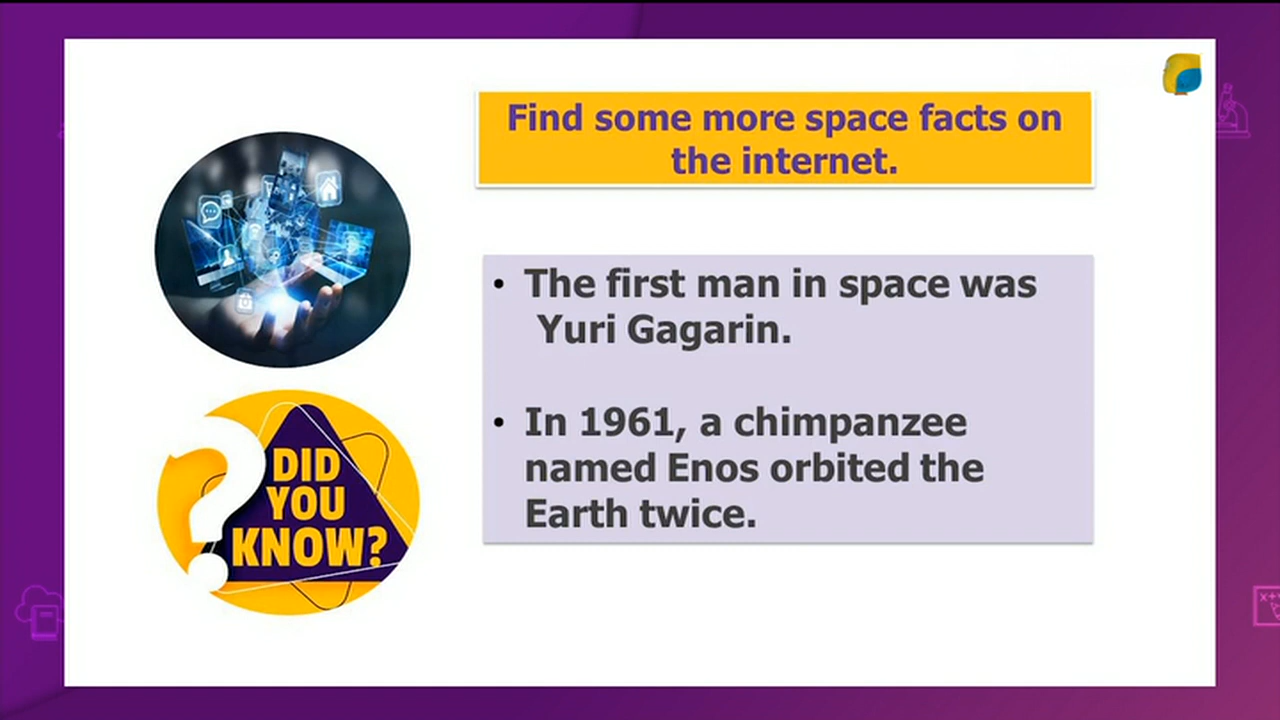 Find some more space facts on
the internet.
• The first man in space was
Yuri Gagarin.
• In 1961, a chimpanzee
named Enos orbited the
Earth twice.
DID
YOU
KNOW?